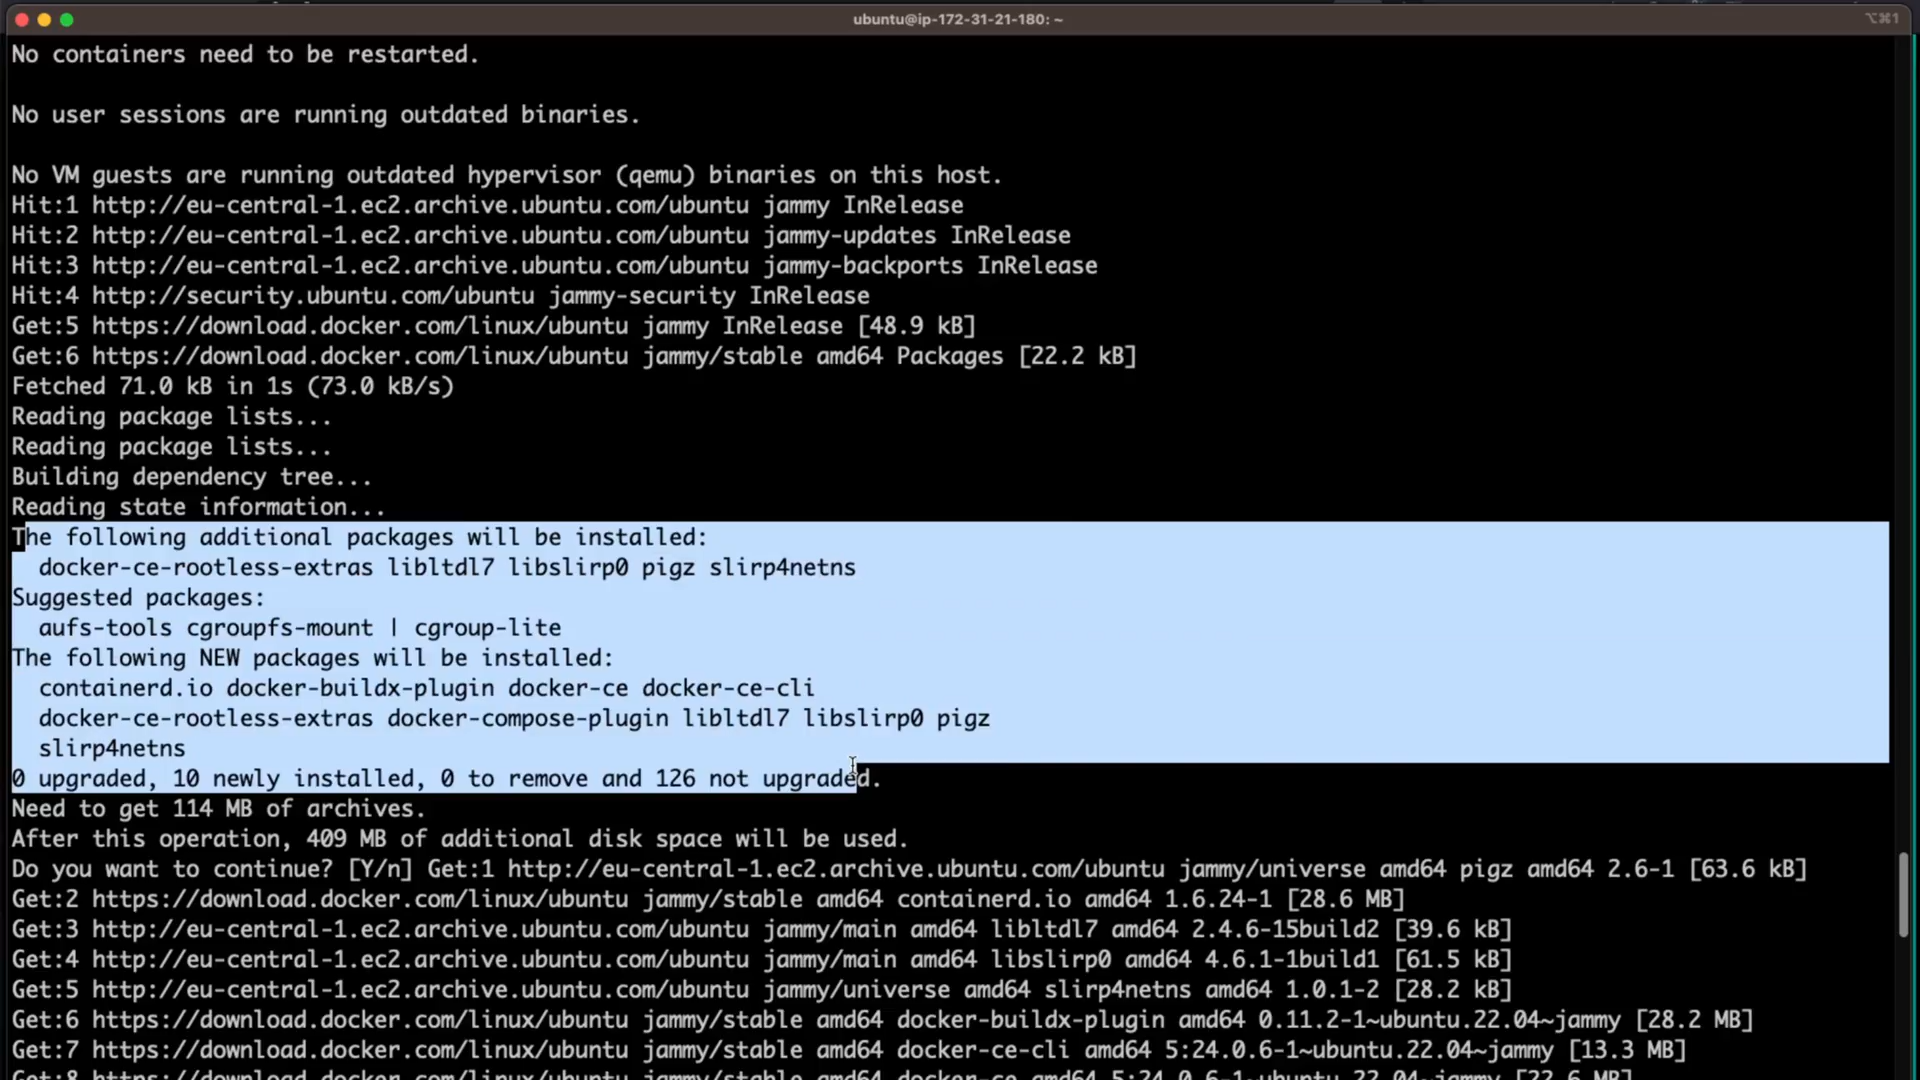 ubuntu@ip-172-31-21-180: ~
⌥⌘1
No containers need to be restarted.
No user sessions are running outdated binaries.
No VM guests are running outdated hypervisor (qemu) binaries on this host.
Hit:1 http://eu-central-1.ec2.archive.ubuntu.com/ubuntu jammy InRelease
Hit:2 http://eu-central-1.ec2.archive.ubuntu.com/ubuntu jammy-updates InRelease
Hit:3 http://eu-central-1.ec2.archive.ubuntu.com/ubuntu jammy-backports InRelease
Hit:4 http://security.ubuntu.com/ubuntu jammy-security InRelease
Get:5 https://download.docker.com/linux/ubuntu jammy InRelease [48.9 kB]
Get:6 https://download.docker.com/linux/ubuntu jammy/stable amd64 Packages [22.2 kB]
Fetched 71.0 kB in 1s (73.0 kB/s)
Reading package lists...
Reading package lists...
Building dependency tree...
Reading state information...
The following additional packages will be installed:
  docker-ce-rootless-extras libltdl7 libslirp0 pigz slirp4netns
Suggested packages:
  aufs-tools cgroupfs-mount | cgroup-lite
The following NEW packages will be installed:
  containerd.io docker-buildx-plugin docker-ce docker-ce-cli
  docker-ce-rootless-extras docker-compose-plugin libltdl7 libslirp0 pigz
  slirp4netns
0 upgraded, 10 newly installed, 0 to remove and 126 not upgraded.
Need to get 114 MB of archives.
After this operation, 409 MB of additional disk space will be used.
Do you want to continue? [Y/n] Get:1 http://eu-central-1.ec2.archive.ubuntu.com/ubuntu jammy/universe amd64 pigz amd64 2.6-1 [63.6 kB]
Get:2 https://download.docker.com/linux/ubuntu jammy/stable amd64 containerd.io amd64 1.6.24-1 [28.6 MB]
Get:3 http://eu-central-1.ec2.archive.ubuntu.com/ubuntu jammy/main amd64 libltdl7 amd64 2.4.6-15build2 [39.6 kB]
Get:4 http://eu-central-1.ec2.archive.ubuntu.com/ubuntu jammy/main amd64 libslirp0 amd64 4.6.1-1build1 [61.5 kB]
Get:5 http://eu-central-1.ec2.archive.ubuntu.com/ubuntu jammy/universe amd64 slirp4netns amd64 1.0.1-2 [28.2 kB]
Get:6 https://download.docker.com/linux/ubuntu jammy/stable amd64 docker-buildx-plugin amd64 0.11.2-1~ubuntu.22.04~jammy [28.2 MB]
Get:7 https://download.docker.com/linux/ubuntu jammy/stable amd64 docker-ce-cli amd64 5:24.0.6-1~ubuntu.22.04~jammy [13.3 MB]
Get:8 https://download.docker.com/linux/ubuntu jammy/stable amd64 docker-ce amd64 5:24.0.6-1~ubuntu.22.04~jammy [22.6 MB]